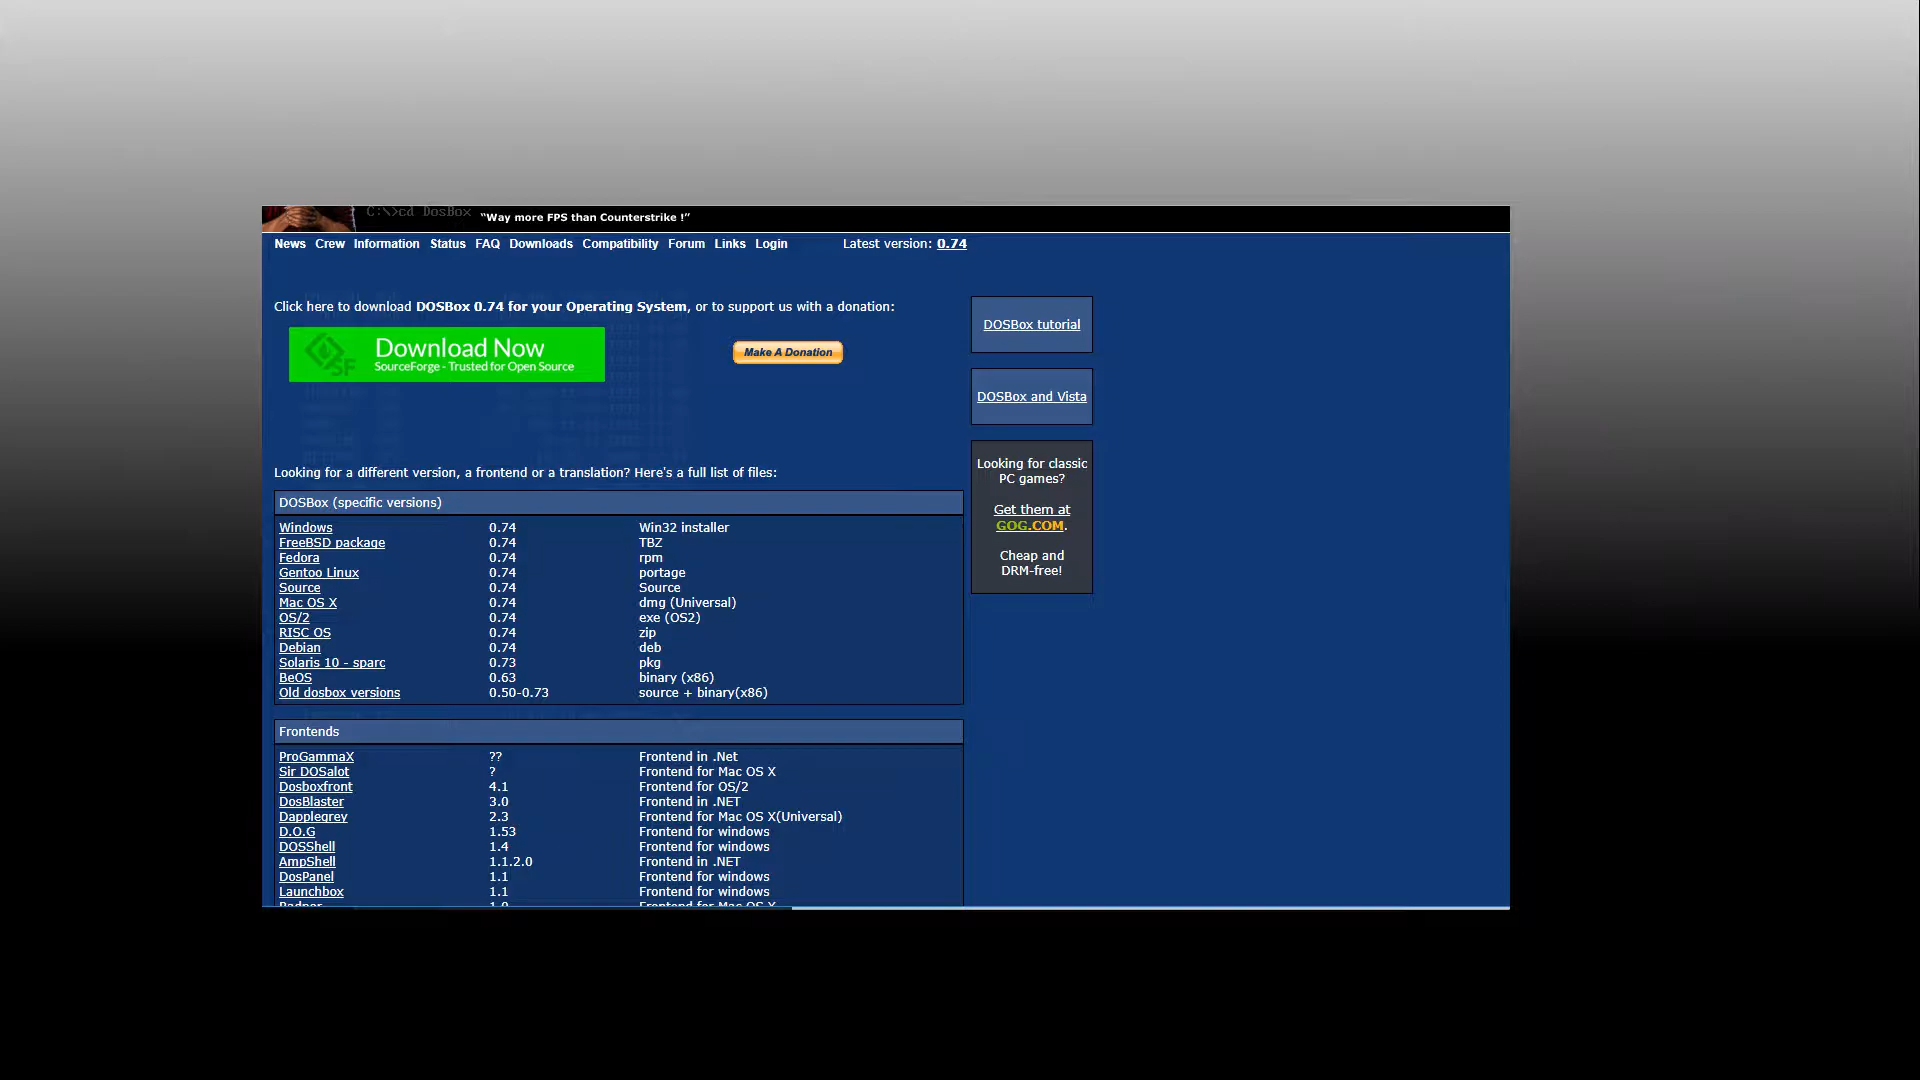 C:\>cd DosBox
“Way more FPS than Counterstrike !”
News Crew Information Status FAQ Downloads Compatibility Forum Links Login Latest version: 0.74
Click here to download DOSBox 0.74 for your Operating System, or to support us with a donation:
SF
Download Now
SourceForge - Trusted for Open Source
Make A Donation
DOSBox tutorial
DOSBox and Vista
Looking for classic
PC games?
Get them at
GOG.COM.
Cheap and
DRM-free!
Looking for a different version, a frontend or a translation? Here's a full list of files:
DOSBox (specific versions)
Windows 0.74 Win32 installer
FreeBSD package 0.74 TBZ
Fedora 0.74 rpm
Gentoo Linux 0.74 portage
Source 0.74 Source
Mac OS X 0.74 dmg (Universal)
OS/2 0.74 exe (OS2)
RISC OS 0.74 zip
Debian 0.74 deb
Solaris 10 - sparc 0.73 pkg
BeOS 0.63 binary (x86)
Old dosbox versions 0.50-0.73 source + binary(x86)
Frontends
ProGammaX ?? Frontend in .Net
Sir DOSalot ? Frontend for Mac OS X
Dosboxfront 4.1 Frontend for OS/2
DosBlaster 3.0 Frontend in .NET
Dapplegrey 2.3 Frontend for Mac OS X(Universal)
D.O.G 1.53 Frontend for windows
DOSShell 1.4 Frontend for windows
AmpShell 1.1.2.0 Frontend in .NET
DosPanel 1.1 Frontend for windows
Launchbox 1.1 Frontend for windows
1.0 Frontend for Mac OS X